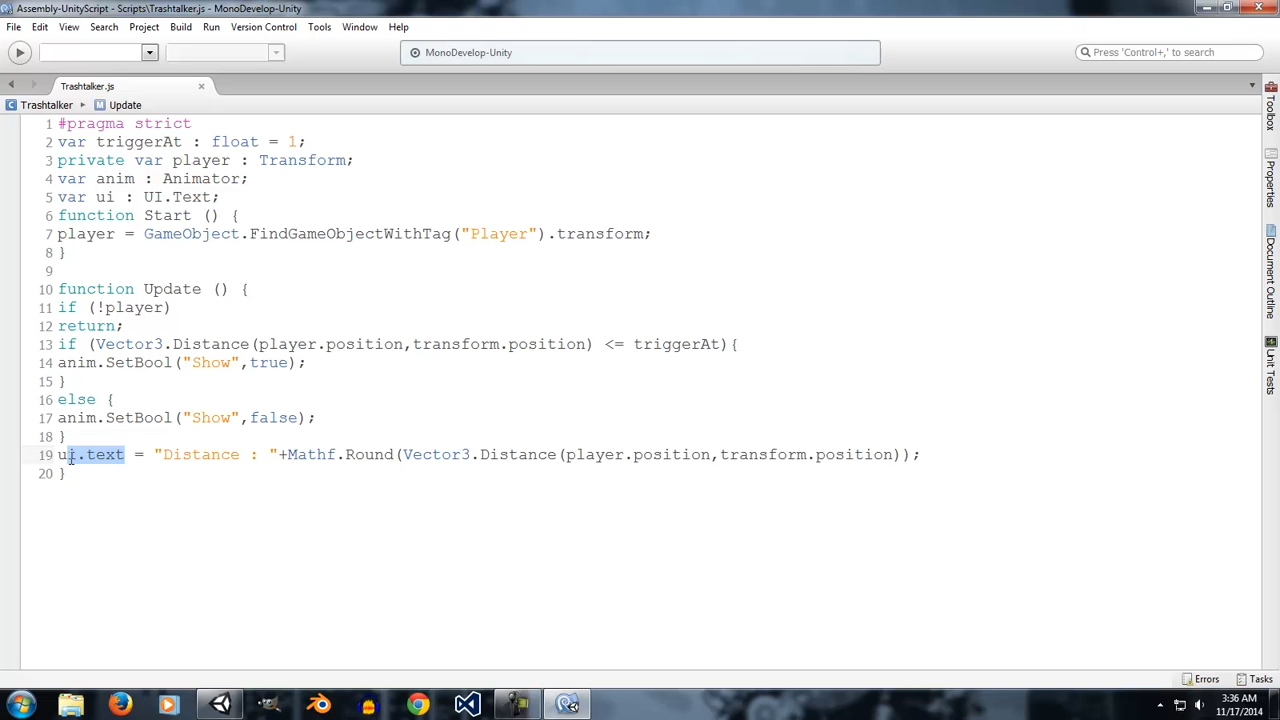 Assembly-UnityScript - Scripts\Trashtalker.js - MonoDevelop-Unity
File Edit View Search Project Build Run Version Control Tools Window Help
MonoDevelop-Unity
Press 'Control+,' to search
Trashtalker.js
Trashtalker Update
1 #pragma strict
2 var triggerAt : float = 1;
3 private var player : Transform;
4 var anim : Animator;
5 var ui : UI.Text;
6 function Start () {
7 player = GameObject.FindGameObjectWithTag("Player").transform;
8 }
9
10 function Update () {
11 if (!player)
12 return;
13 if (Vector3.Distance(player.position,transform.position) <= triggerAt){
14 anim.SetBool("Show",true);
15 }
16 else {
17 anim.SetBool("Show",false);
18 }
19 ui.text = "Distance : "+Mathf.Round(Vector3.Distance(player.position,transform.position));
20 }
Toolbox
Properties
Document Outline
Unit Tests
Errors Tasks
3:36 AM
11/17/2014